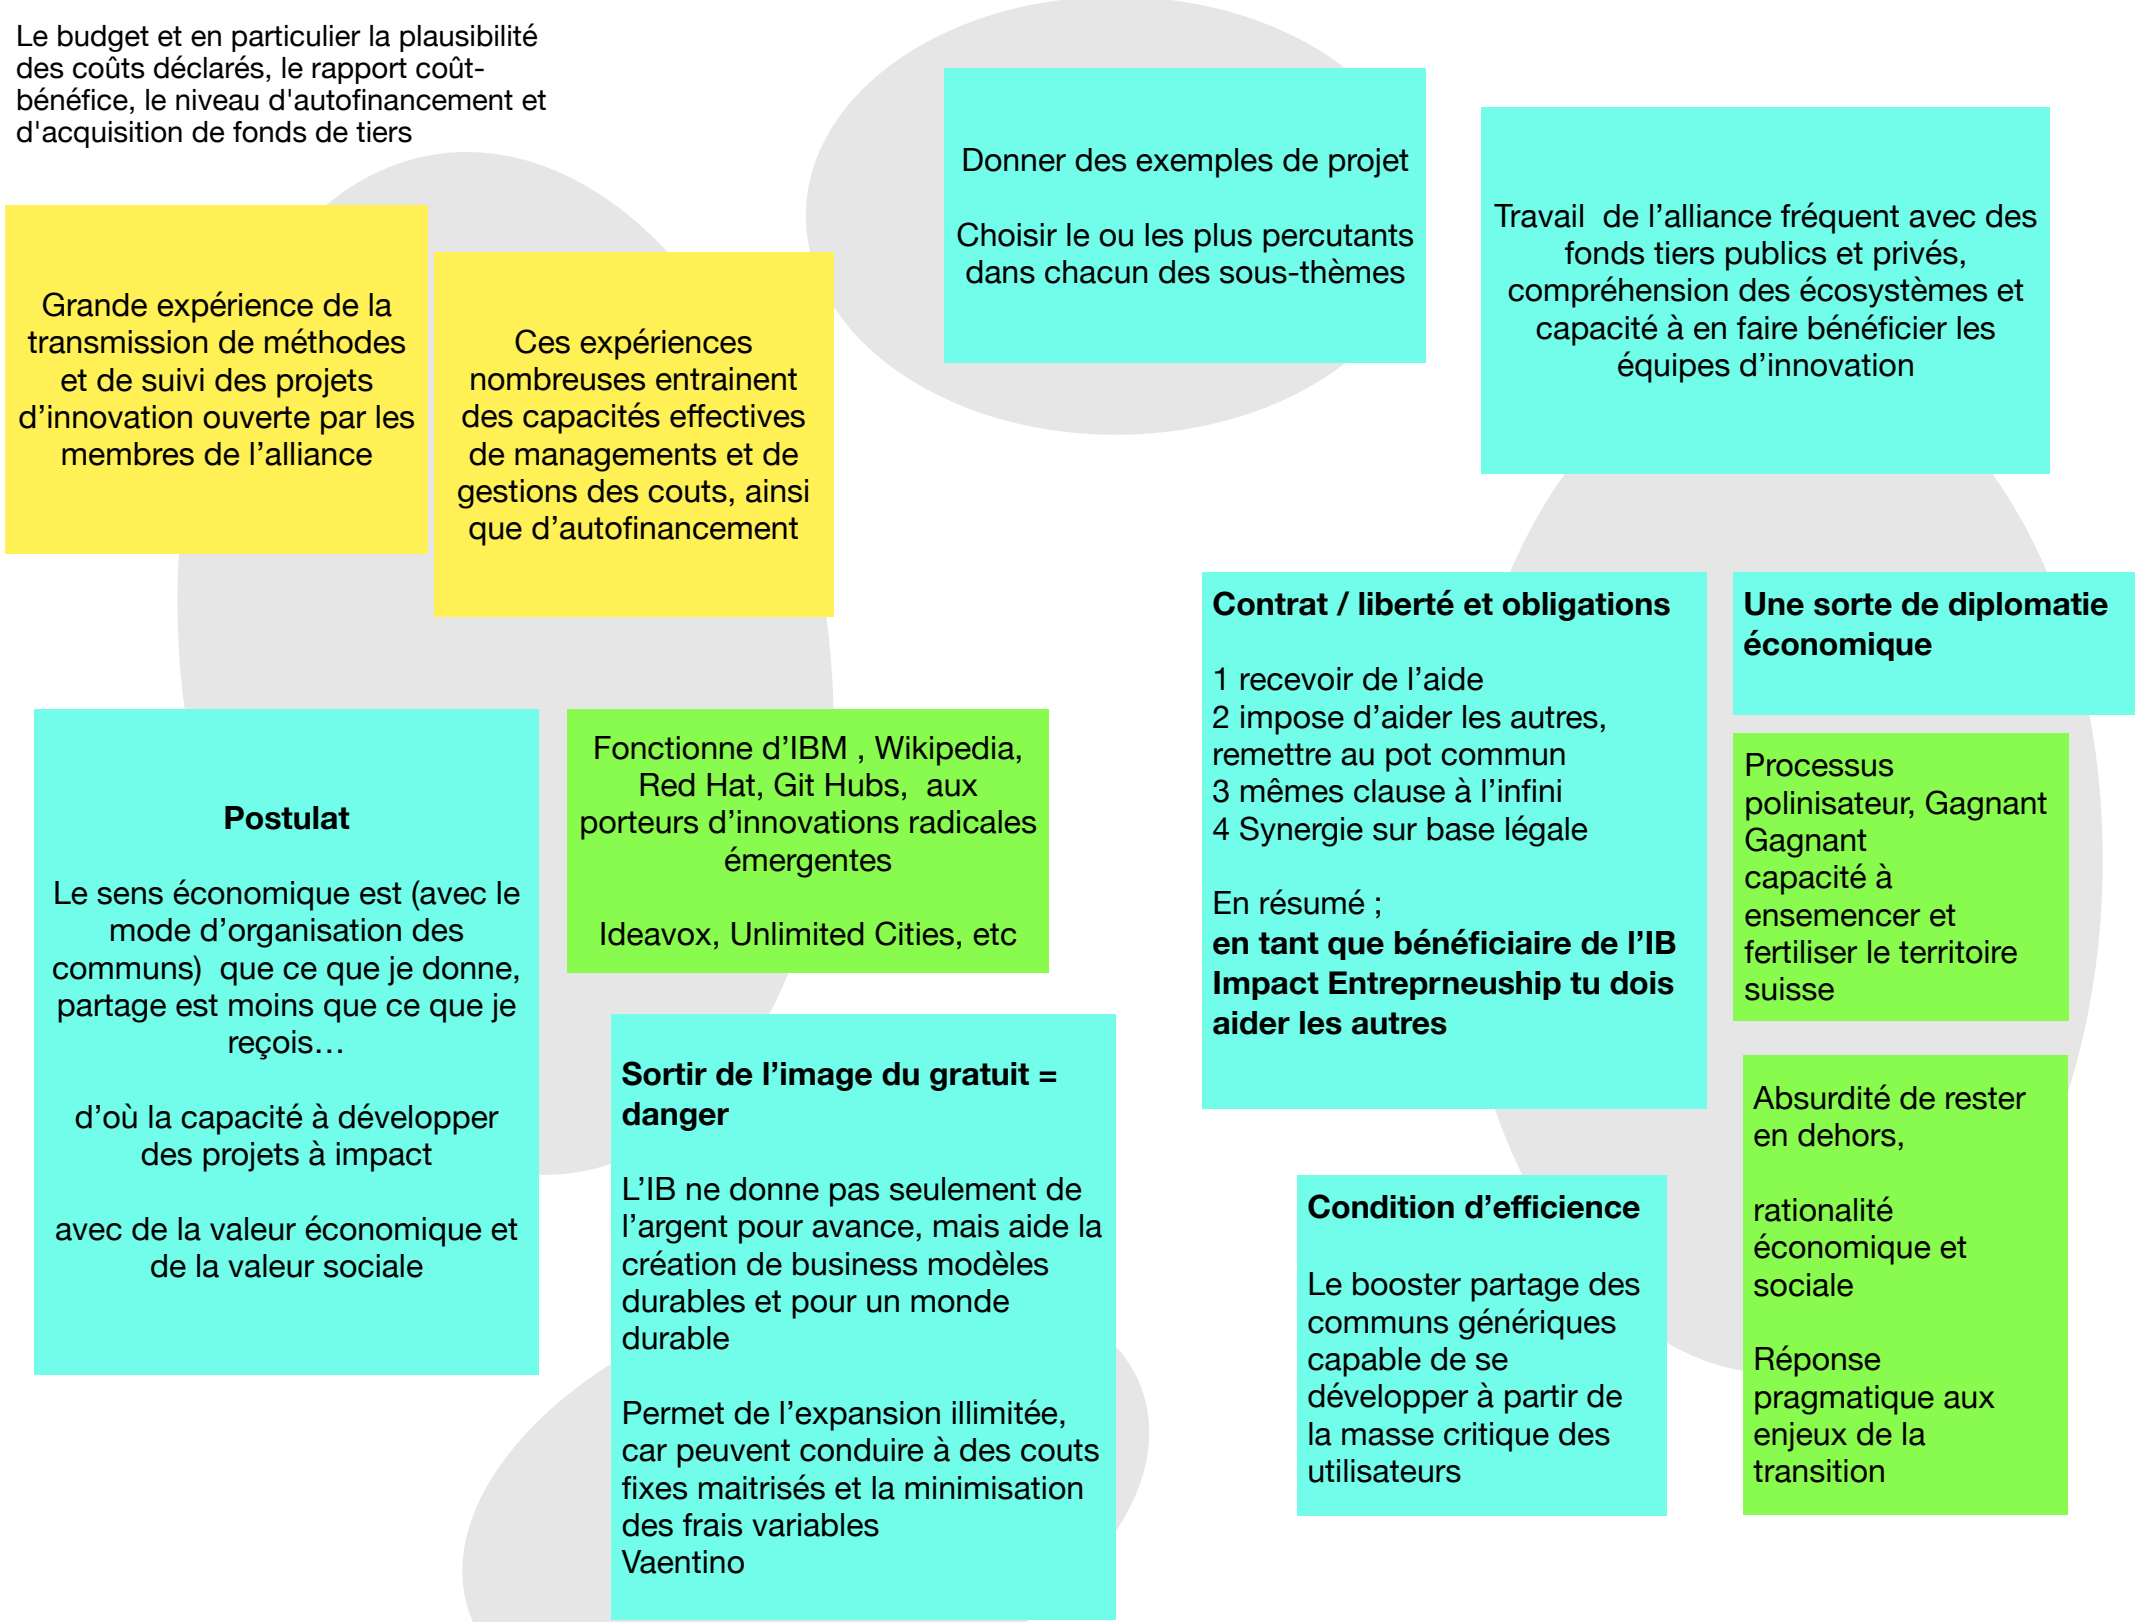 Le budget et en particulier la plausibilité
des coûts déclarés, le rapport coût-
bénéfice, le niveau d'autofinancement et
d'acquisition de fonds de tiers
Grande expérience de la
transmission de méthodes
et de suivi des projets
d’innovation ouverte par les
membres de l’alliance
Ces expériences
nombreuses entrainent
des capacités effectives
de managements et de
gestions des couts, ainsi
que d’autofinancement
Donner des exemples de projet
Choisir le ou les plus percutants
dans chacun des sous-thèmes
Travail  de l’alliance fréquent avec des
fonds tiers publics et privés,
compréhension des écosystèmes et
capacité à en faire bénéficier les
équipes d’innovation
Postulat
Le sens économique est (avec le
mode d’organisation des
communs)  que ce que je donne,
partage est moins que ce que je
reçois…
d’où la capacité à développer
des projets à impact
avec de la valeur économique et
de la valeur sociale
Fonctionne d’IBM , Wikipedia,
Red Hat, Git Hubs,  aux
porteurs d’innovations radicales
émergentes
Ideavox, Unlimited Cities, etc
Sortir de l’image du gratuit =
danger
L’IB ne donne pas seulement de
l’argent pour avance, mais aide la
création de business modèles
durables et pour un monde
durable
Permet de l’expansion illimitée,
car peuvent conduire à des couts
fixes maitrisés et la minimisation
des frais variables
Vaentino
Contrat / liberté et obligations
1 recevoir de l’aide
2 impose d’aider les autres,
remettre au pot commun
3 mêmes clause à l’infini
4 Synergie sur base légale
En résumé ;
en tant que bénéficiaire de l’IB
Impact Entreprneuship tu dois
aider les autres
Une sorte de diplomatie
économique
Processus
polinisateur, Gagnant
Gagnant
capacité à
ensemencer et
fertiliser le territoire
suisse
Condition d’efficience
Le booster partage des
communs génériques
capable de se
développer à partir de
la masse critique des
utilisateurs
Absurdité de rester
en dehors,
rationalité
économique et
sociale
Réponse
pragmatique aux
enjeux de la
transition